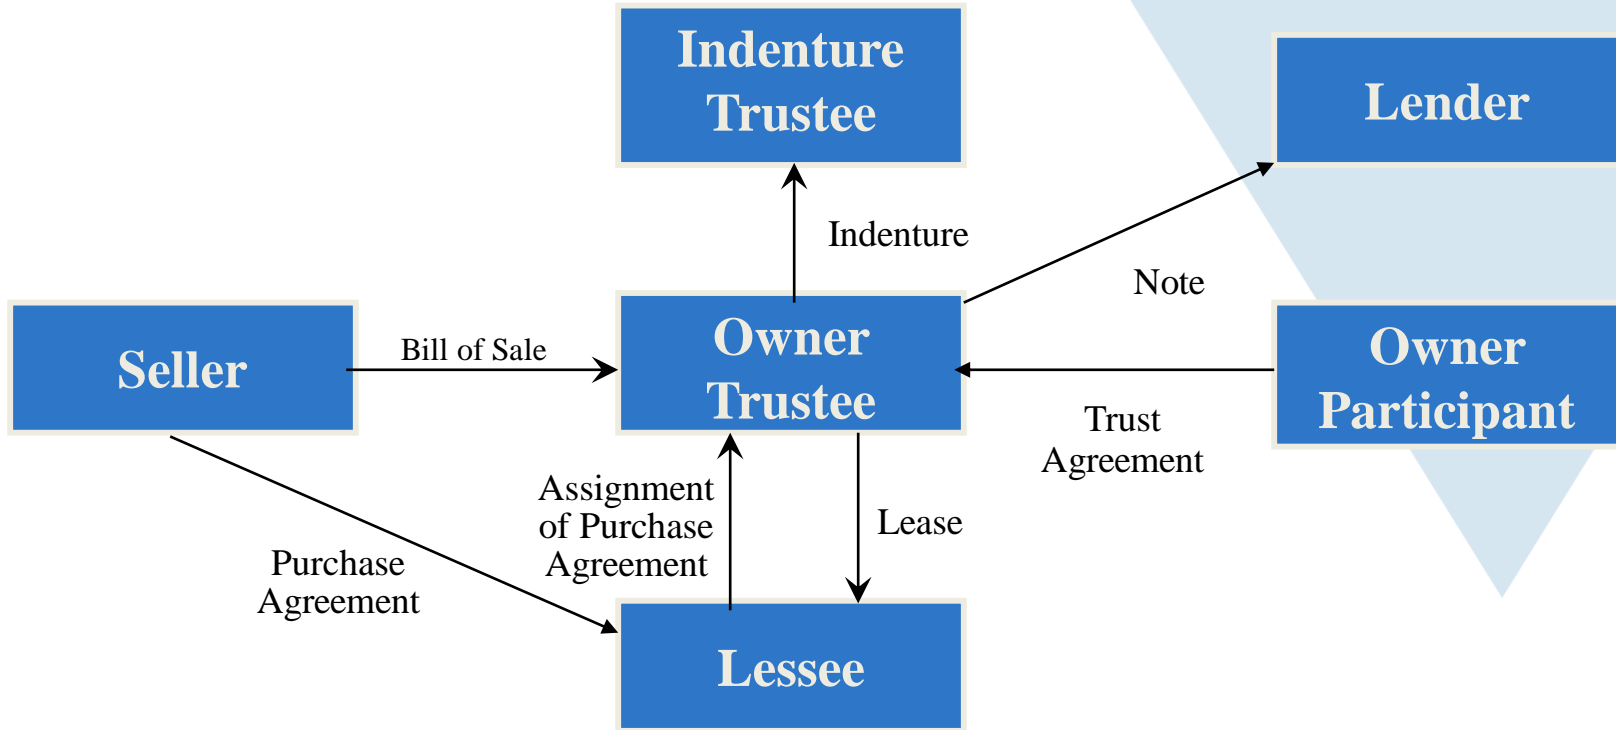 Indenture
Trustee
Lender
Indenture
Note
Seller
Bill of Sale
Owner
Trustee
Owner
Participant
Trust
Agreement
Assignment
of Purchase
Agreement
Lease
Purchase
Agreement
Lessee